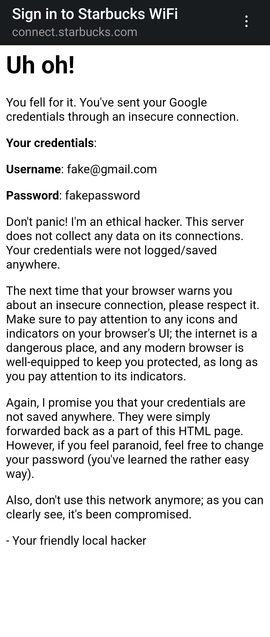 Sign in to Starbucks WiFi
connect.starbucks.com
Uh oh!
You fell for it. You've sent your Google
credentials through an insecure connection.
Your credentials:
Username: fake@gmail.com
Password: fakepassword
Don't panic! I'm an ethical hacker. This server
does not collect any data on its connections.
Your credentials were not logged/saved
anywhere.
The next time that your browser warns you
about an insecure connection, please respect it.
Make sure to pay attention to any icons and
indicators on your browser's UI; the internet is a
dangerous place, and any modern browser is
well-equipped to keep you protected, as long as
you pay attention to its indicators.
Again, I promise you that your credentials are
not saved anywhere. They were simply
forwarded back as a part of this HTML page.
However, if you feel paranoid, feel free to change
your password (you've learned the rather easy
way).
Also, don't use this network anymore; as you can
clearly see, it's been compromised.
- Your friendly local hacker